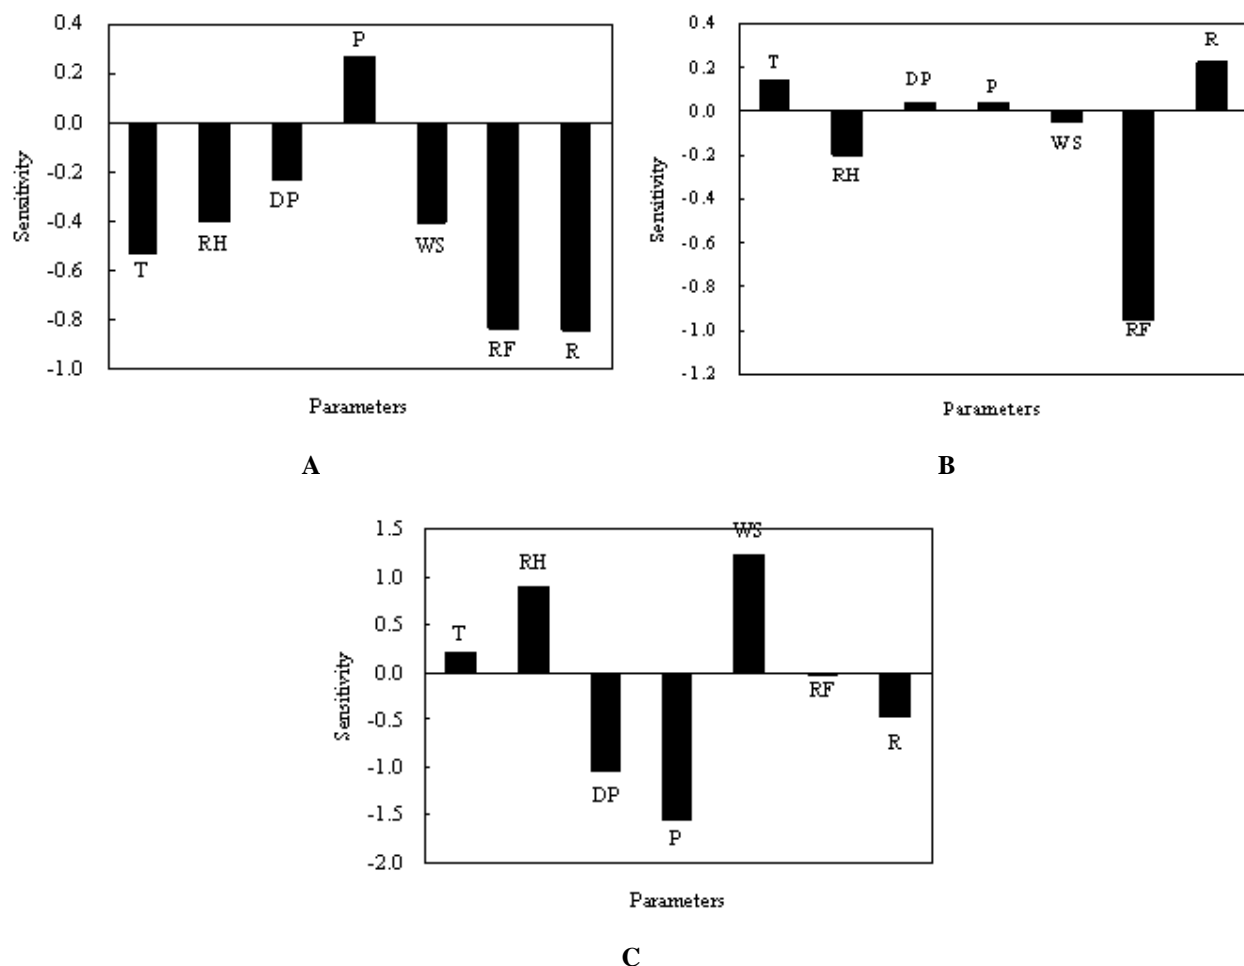 0.4
0.2
0.0
-0.2
-0.4
-0.6
-0.8
-1.0
Sensitivity
P
DP
RH
WS
T
RF
R
Parameters
A
0.4
0.2
0.0
-0.2
-0.4
-0.6
-0.8
-1.0
-1.2
Sensitivity
T
DP
P
R
WS
RH
RF
Parameters
B
1.5
1.0
0.5
0.0
-0.5
-1.0
-1.5
-2.0
Sensitivity
WS
RH
T
RF
R
DP
P
Parameters
C